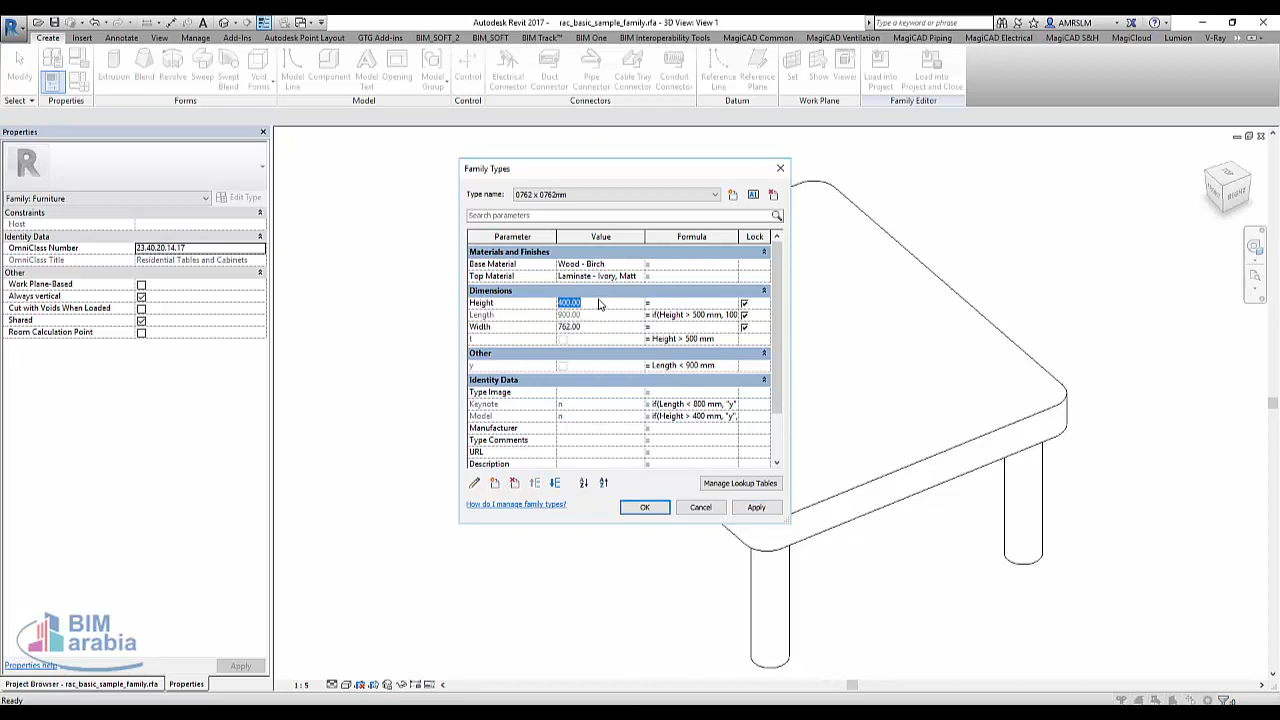 Autodesk Revit 2017 - rac_basic_sample_family.rfa - 3D View: View 1
Type a keyword or phrase
AMRSLM
Create Insert Annotate View Manage Add-Ins Autodesk Point Layout GTG Add-ins BIM_SOFT_2 BIM_SOFT BIM Track™ BIM One BIM Interoperability Tools MagiCAD Common MagiCAD Ventilation MagiCAD Piping MagiCAD Electrical MagiCAD S&H MagiCloud Lumion V-Ray
Modify Extrusion Blend Revolve Sweep Swept Blend Void Forms Model Line Component Model Text Opening Model Group Control Electrical Connector Duct Connector Pipe Connector Cable Tray Connector Conduit Connector Reference Line Reference Plane Set Show Viewer Load into Project Load into Project and Close
Select Properties Forms Model Control Connectors Datum Work Plane Family Editor
Properties
Family: Furniture
Edit Type
Constraints
Host
Identity Data
OmniClass Number 23.40.20.14.17
OmniClass Title Residential Tables and Cabinets
Other
Work Plane-Based
Always vertical
Cut with Voids When Loaded
Shared
Room Calculation Point
Family Types
Type name: 0762 x 0762mm
Search parameters
Parameter Value Formula Lock
Materials and Finishes
Base Material Wood - Birch =
Top Material Laminate - Ivory, Matt =
Dimensions
Height 400.00 =
Length 900.00 = if(Height > 500 mm, 100
Width 762.00 =
t = Height > 500 mm
Other
y = Length < 900 mm
Identity Data
Type Image =
Keynote n = if(Length < 800 mm, "y"
Model n = if(Height > 400 mm, "y",
Manufacturer =
Type Comments =
URL =
Description =
Manage Lookup Tables
How do I manage family types?
OK Cancel Apply
TOP
FRONT
RIGHT
BIM
arabia
Properties help
Apply
Project Browser - rac_basic_sample_family.rfa Properties
1 : 5
Ready
:0